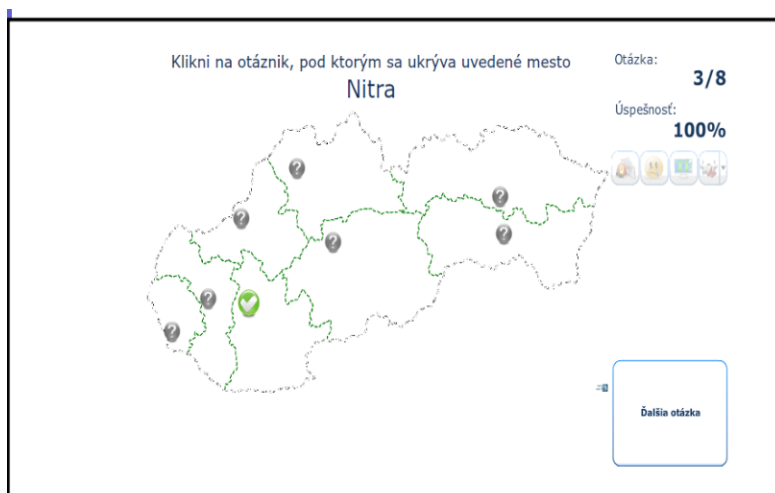 Klikni na otáznik, pod ktorým sa ukrýva uvedené mesto
Nitra
Otázka:
3/8
Úspešnosť:
100%
?
?
?
?
?
?
?
Ďalšia otázka